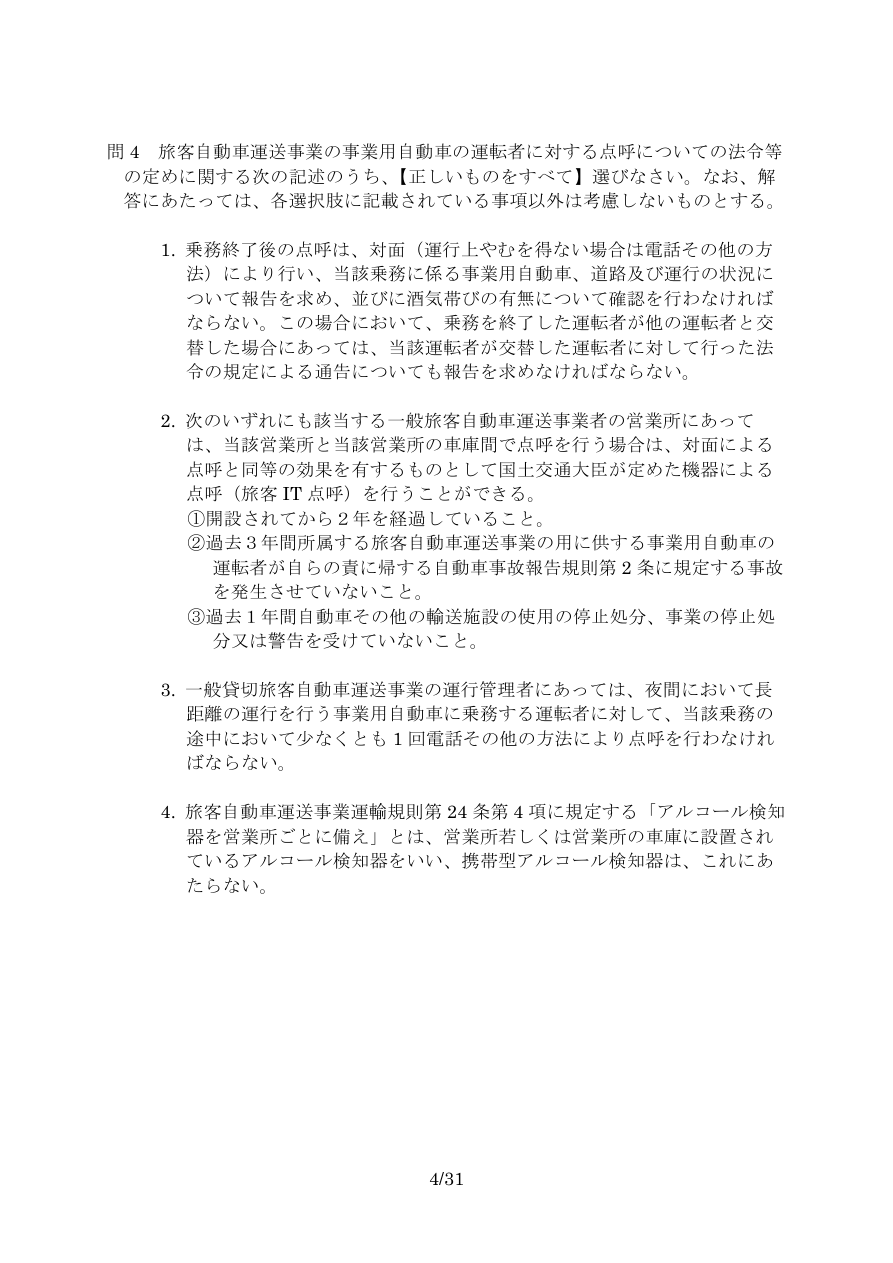 問 4　旅客自動車運送事業の事業用自動車の運転者に対する点呼についての法令等
の定めに関する次の記述のうち、【正しいものをすべて】選びなさい。なお、解
答にあたっては、各選択肢に記載されている事項以外は考慮しないものとする。
1. 乗務終了後の点呼は、対面（運行上やむを得ない場合は電話その他の方
法）により行い、当該乗務に係る事業用自動車、道路及び運行の状況に
ついて報告を求め、並びに酒気帯びの有無について確認を行わなければ
ならない。この場合において、乗務を終了した運転者が他の運転者と交
替した場合にあっては、当該運転者が交替した運転者に対して行った法
令の規定による通告についても報告を求めなければならない。
2. 次のいずれにも該当する一般旅客自動車運送事業者の営業所にあって
は、当該営業所と当該営業所の車庫間で点呼を行う場合は、対面による
点呼と同等の効果を有するものとして国土交通大臣が定めた機器による
点呼（旅客 IT 点呼）を行うことができる。
①開設されてから２年を経過していること。
②過去３年間所属する旅客自動車運送事業の用に供する事業用自動車の
運転者が自らの責に帰する自動車事故報告規則第 2 条に規定する事故
を発生させていないこと。
③過去１年間自動車その他の輸送施設の使用の停止処分、事業の停止処
分又は警告を受けていないこと。
3. 一般貸切旅客自動車運送事業の運行管理者にあっては、夜間において長
距離の運行を行う事業用自動車に乗務する運転者に対して、当該乗務の
途中において少なくとも 1 回電話その他の方法により点呼を行わなけれ
ばならない。
4. 旅客自動車運送事業運輸規則第 24 条第 4 項に規定する「アルコール検知
器を営業所ごとに備え」とは、営業所若しくは営業所の車庫に設置され
ているアルコール検知器をいい、携帯型アルコール検知器は、これにあ
たらない。
4/31